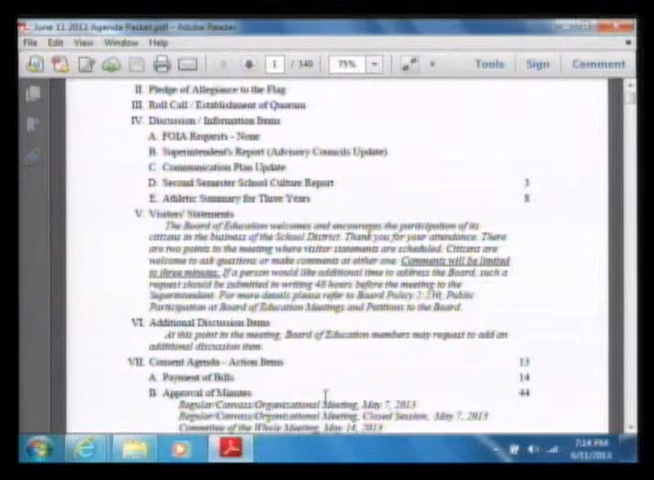 June 11 2013 Agenda Packet.pdf - Adobe Reader
File Edit View Window Help
1 / 140 75% Tools Sign Comment
II. Pledge of Allegiance to the Flag
III. Roll Call / Establishment of Quorum
IV. Discussion / Information Items
A. FOIA Requests – None
B. Superintendent's Report (Advisory Councils Update)
C. Communication Plan Update
D. Second Semester School Culture Report 3
E. Athletic Summary for Three Years 8
V. Visitors' Statements
The Board of Education welcomes and encourages the participation of its
citizens in the business of the School District. Thank you for your attendance. There
are two points in the meeting where visitor statements are scheduled. Citizens are
welcome to ask questions or make comments at either one. Comments will be limited
to three minutes. If a person would like additional time to address the Board, such a
request should be submitted in writing 48 hours before the meeting to the
Superintendent. For more details please refer to Board Policy 2:230, Public
Participation at Board of Education Meetings and Petitions to the Board.
VI. Additional Discussion Items
At this point in the meeting, Board of Education members may request to add an
additional discussion item.
VII. Consent Agenda – Action Items 13
A. Payment of Bills 14
B. Approval of Minutes 44
Regular/Canvass/Organizational Meeting, May 7, 2013
Regular/Canvass/Organizational Meeting, Closed Session, May 7, 2013
Committee of the Whole Meeting, May 14, 2013
7:14 PM
6/11/2013